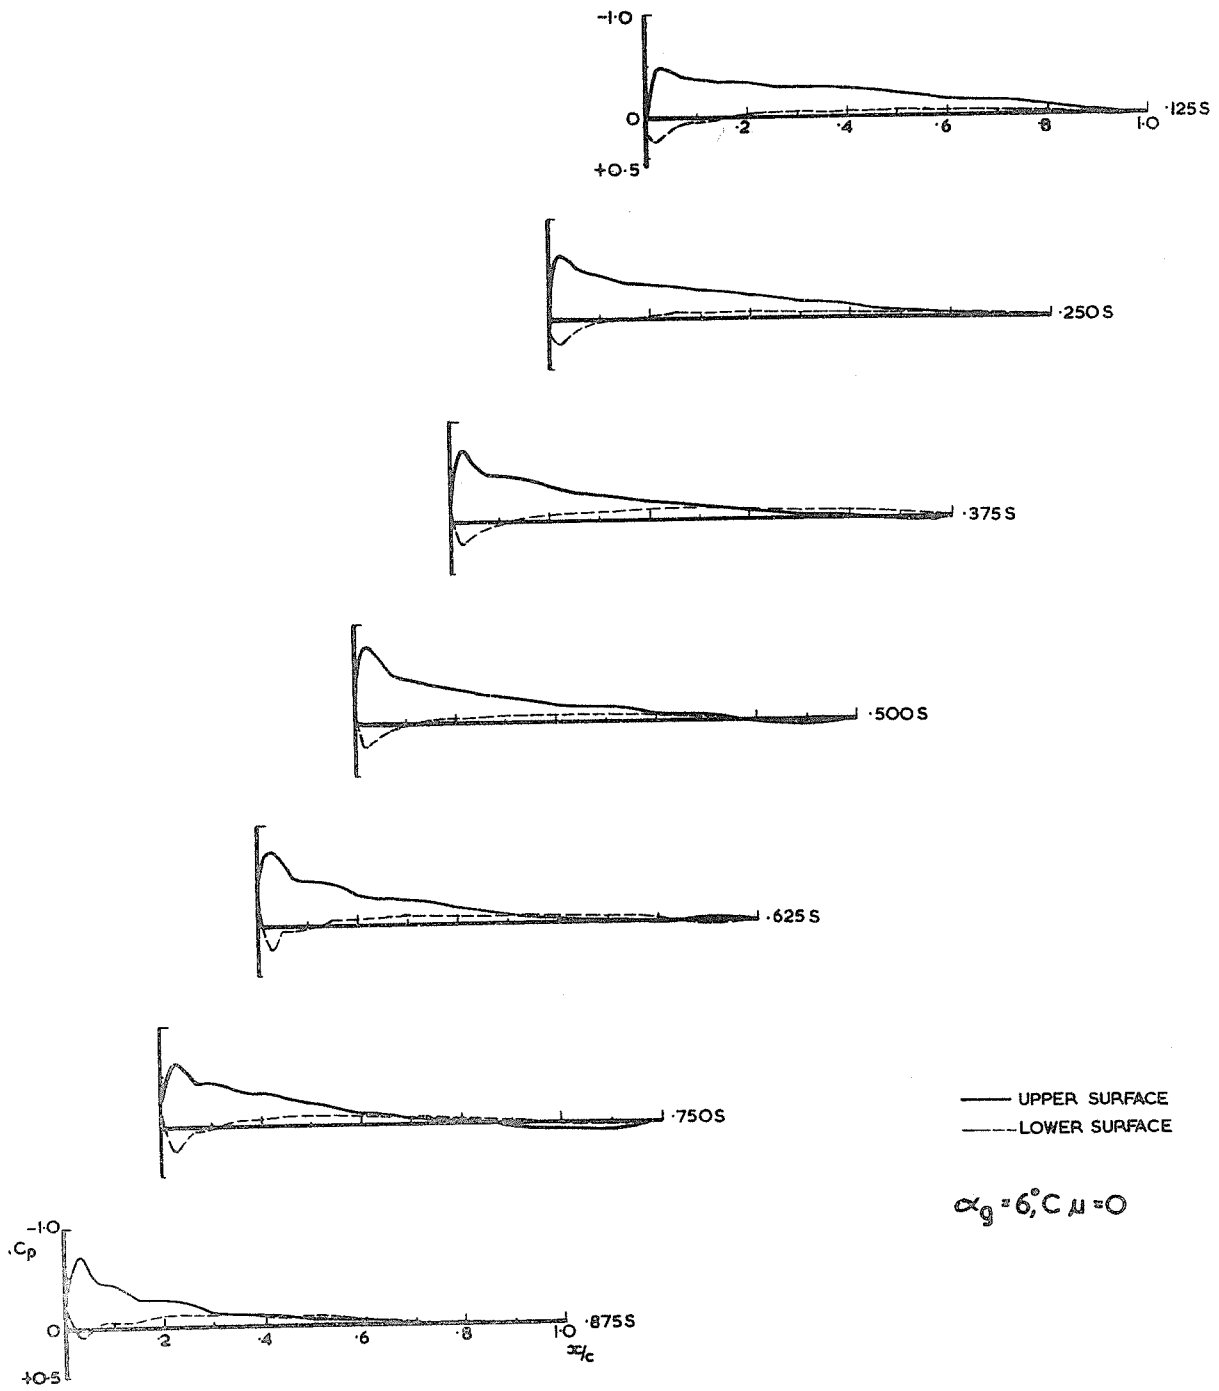 -1.0
0
+0.5
.2 .4 .6 .8 1.0
.125 S
.250 S
.375 S
.500 S
.625 S
.750 S
UPPER SURFACE
LOWER SURFACE
αg = 6°, Cμ = 0
-1.0
Cp
0
+0.5
.2 .4 .6 .8 1.0
x/c
.875 S